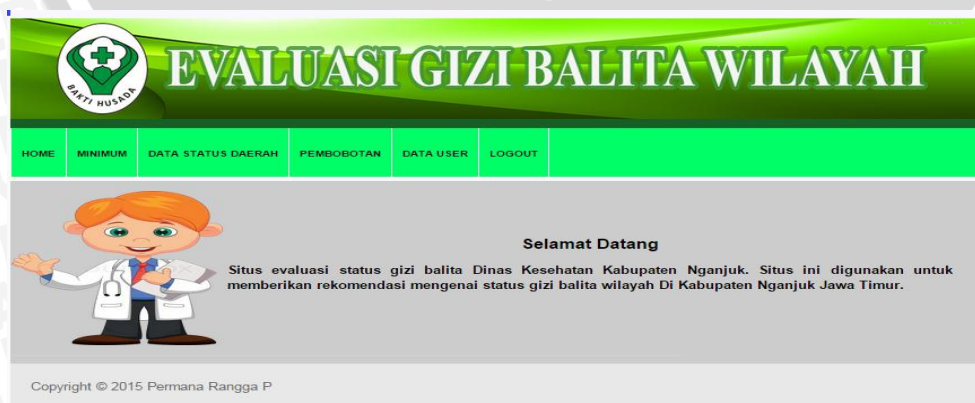 BAKTI HUSADA
EVALUASI GIZI BALITA WILAYAH
HOME MINIMUM DATA STATUS DAERAH PEMBOBOTAN DATA USER LOGOUT
Selamat Datang
Situs evaluasi status gizi balita Dinas Kesehatan Kabupaten Nganjuk. Situs ini digunakan untuk
memberikan rekomendasi mengenai status gizi balita wilayah Di Kabupaten Nganjuk Jawa Timur.
Copyright © 2015 Permana Rangga P